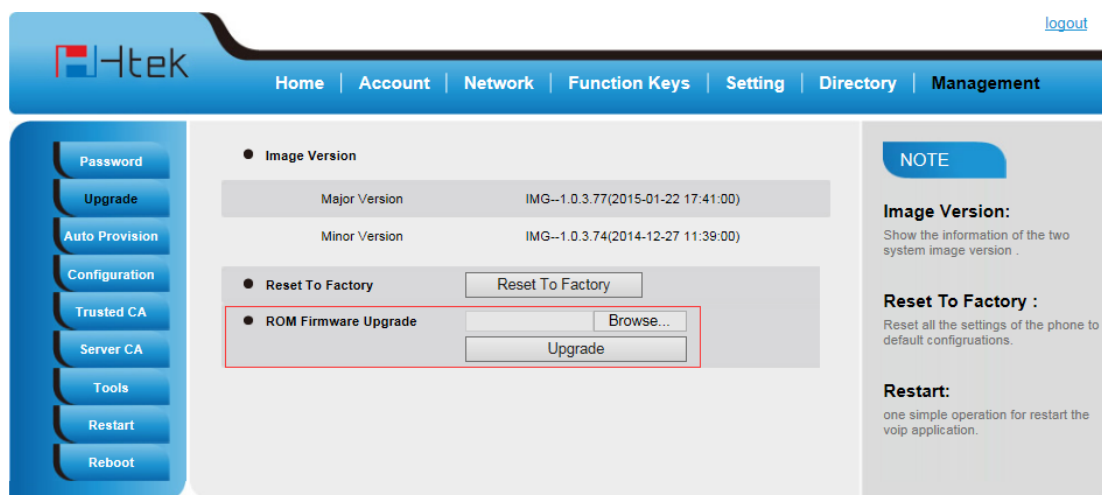 logout
Htek
Home | Account | Network | Function Keys | Setting | Directory | Management
Password
Upgrade
Auto Provision
Configuration
Trusted CA
Server CA
Tools
Restart
Reboot
Image Version
Major Version IMG--1.0.3.77(2015-01-22 17:41:00)
Minor Version IMG--1.0.3.74(2014-12-27 11:39:00)
Reset To Factory Reset To Factory
ROM Firmware Upgrade Browse...
Upgrade
NOTE
Image Version:
Show the information of the two
system image version .
Reset To Factory :
Reset all the settings of the phone to
default configruations.
Restart:
one simple operation for restart the
voip application.